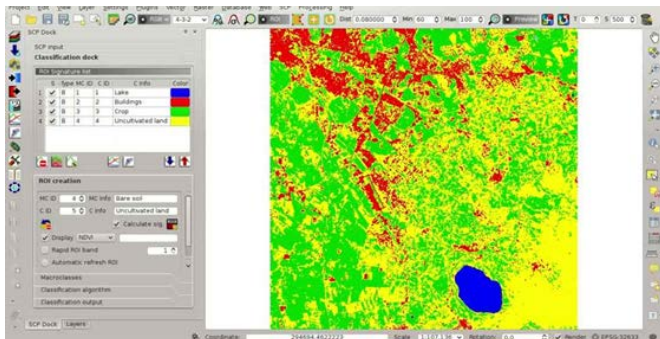 Project Edit View Layer Settings Plugins Vector Raster Database Web SCP Processing Help
RGB 4-3-2 ROI Dist 0.080000 Min 60 Max 100 Preview T 0 S 500
SCP Dock
SCP input
Classification dock
ROI Signature list
S Type MC ID C ID C Info Color
1 B 1 1 Lake
2 B 2 2 Buildings
3 B 3 3 Crop
4 B 4 4 Uncultivated land
ROI creation
MC ID 4 MC Info Bare soil
C ID 5 C Info Uncultivated land
Calculate sig.
Display NDVI
Rapid ROI band 1
Automatic refresh ROI
Macroclasses
Classification algorithm
Classification output
SCP Dock Layers
Coordinate: Scale Rotation: 0.0 Render EPSG:32633